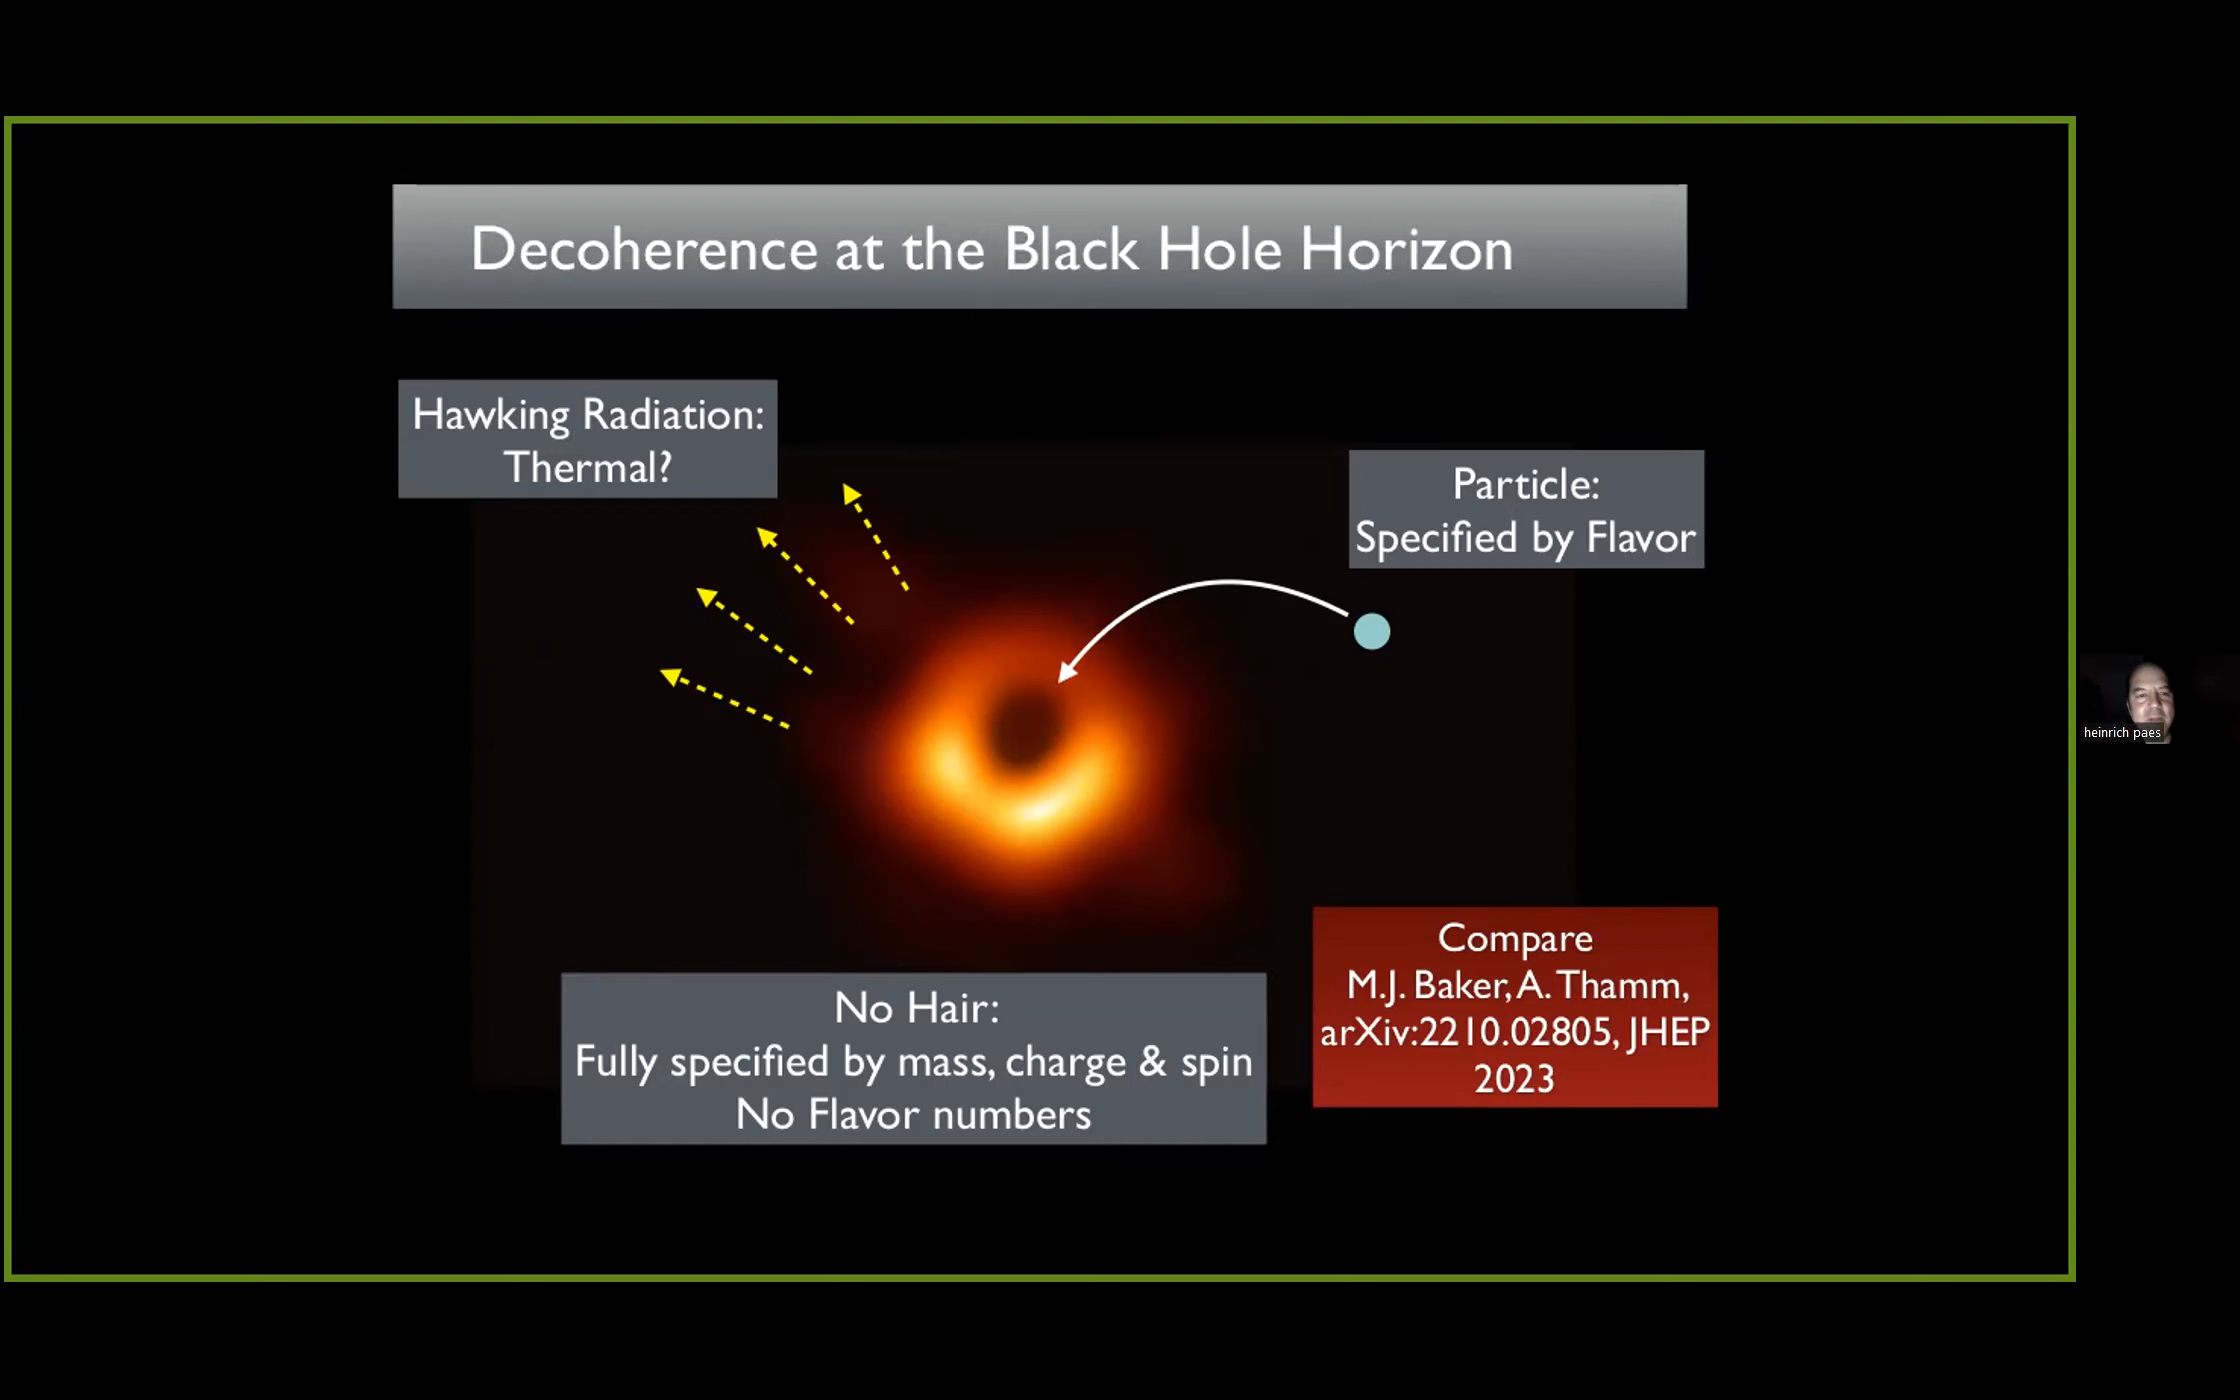 Decoherence at the Black Hole Horizon
Hawking Radiation:
Thermal?
Particle:
Specified by Flavor
heinrich paes
Compare
M.J. Baker, A. Thamm,
arXiv:2210.02805, JHEP
2023
No Hair:
Fully specified by mass, charge & spin
No Flavor numbers